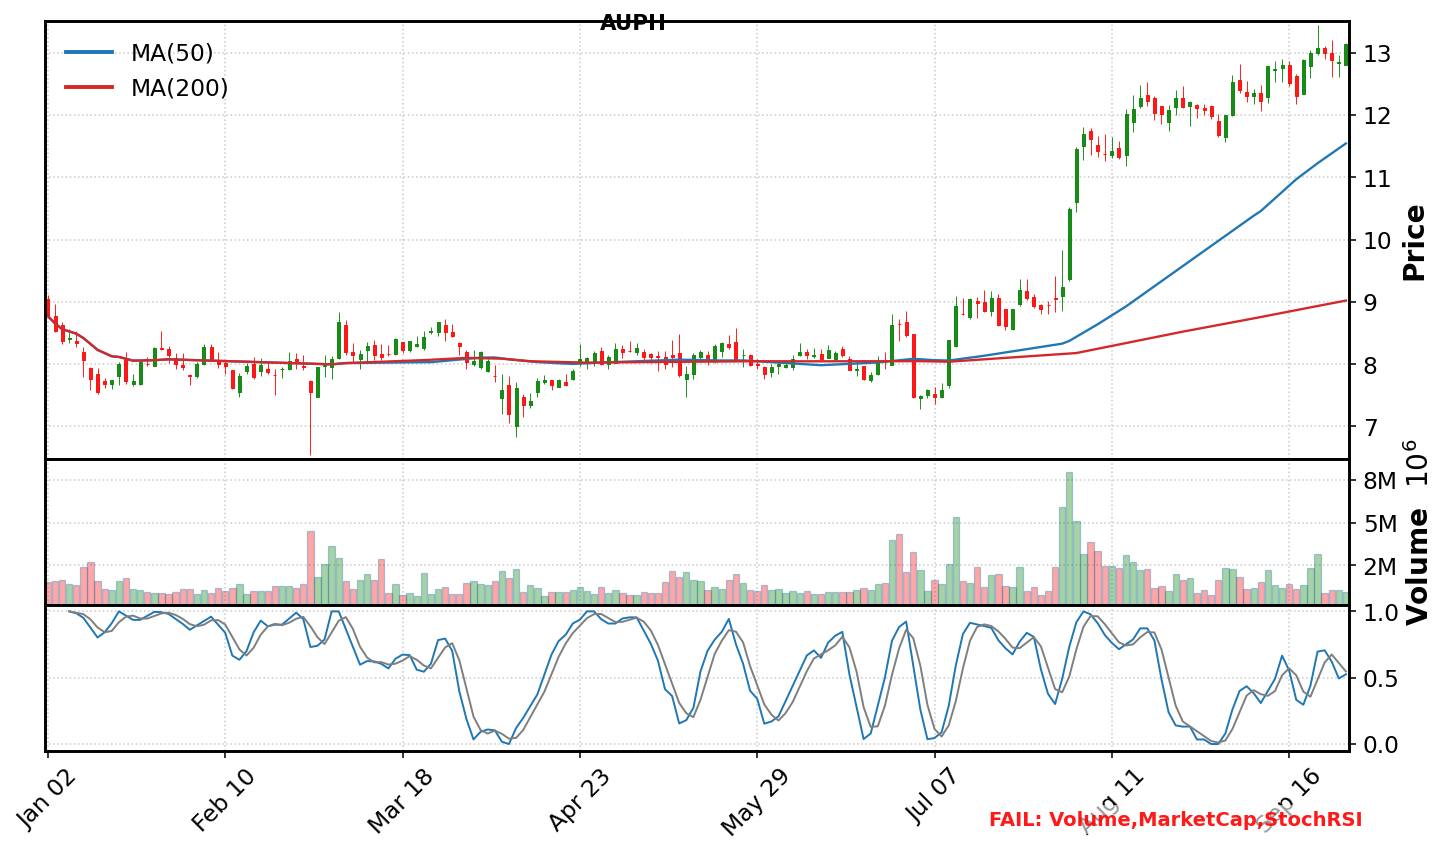 AUPH
MA(50)
MA(200)
13
12
11
10
9
8
7
Price
8M
5M
2M
Volume 10^6
1.0
0.5
0.0
Jan 02
Feb 10
Mar 18
Apr 23
May 29
Jul 07
Aug 11
Sep 16
FAIL: Volume,MarketCap,StochRSI